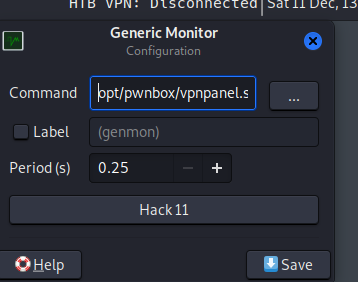 HTB VPN: Disconnected Sat 11 Dec, 13
Generic Monitor
Configuration
Command opt/pwnbox/vpnpanel.s ...
Label (genmon)
Period (s) 0.25 − +
Hack 11
Help Save